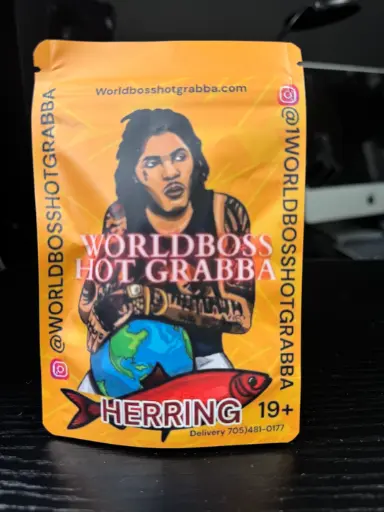 Worldbosshotgrabba.com
@WORLDBOSSHOTGRABBA
@1WORLDBOSSHOTGRABBA
WORLDBOSS
HOT GRABBA
HERRING
19+
Delivery 705)481-0177